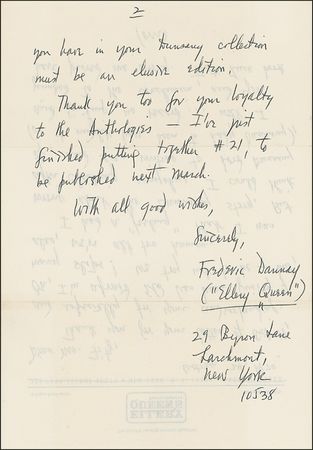 2
you have in your Dunsany collection
must be an elusive edition.
Thank you too for your loyalty
to the Anthologies — I've just
finished putting together #21, to
be published next March.
With all good wishes,
Sincerely,
Frederic Dannay
("Ellery Queen")
29 Byron Lane
Larchmont,
New York
10538